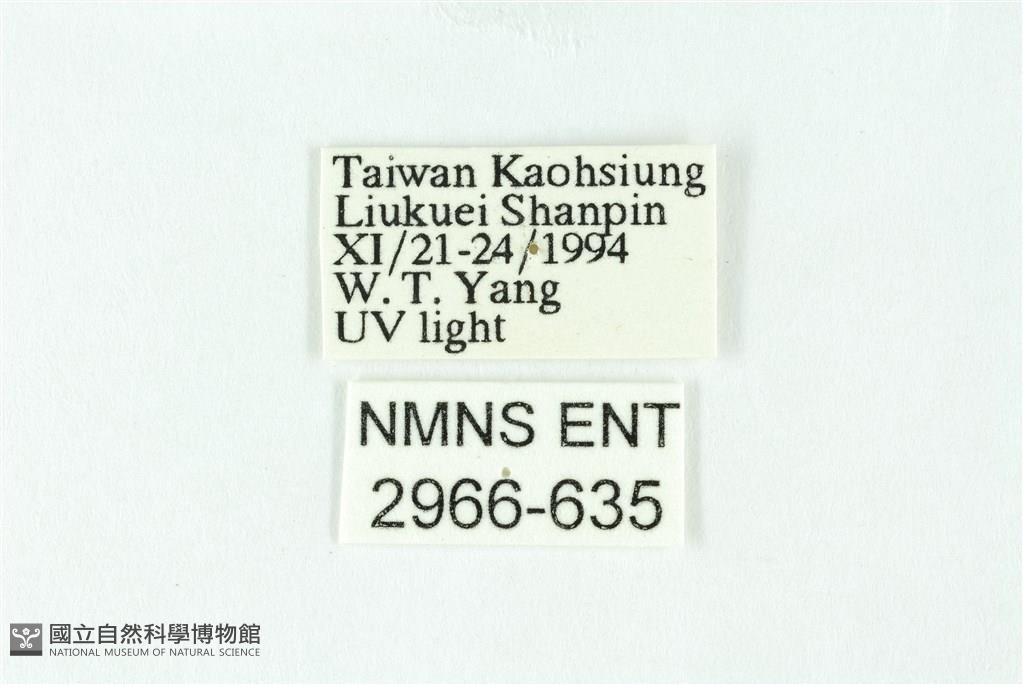 Taiwan Kaohsiung
Liukuei Shanpin
XI/21-24/1994
W. T. Yang
UV light
NMNS ENT
2966-635
國立自然科學博物館
NATIONAL MUSEUM OF NATURAL SCIENCE